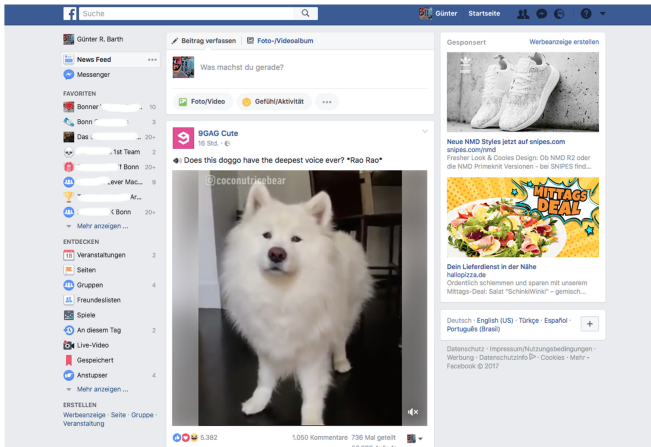 Suche
Günter
Startseite
Günter R. Barth
News Feed
Messenger
FAVORITEN
Bonner 10
Bonn 3
Das 20+
1st Team 2
Bonn 20+
ever Mac... 9
Ar...
Bonn 20+
Mehr anzeigen ...
ENTDECKEN
Veranstaltungen 2
Seiten
Gruppen 4
Freundeslisten
Spiele
An diesem Tag 2
Live-Video
Gespeichert
Anstupser 4
Mehr anzeigen ...
ERSTELLEN
Werbeanzeige · Seite · Gruppe ·
Veranstaltung
Beitrag verfassen
Foto-/Videoalbum
Was machst du gerade?
Foto/Video
Gefühl/Aktivität
9GAG Cute
16 Std. ·
Does this doggo have the deepest voice ever? *Rao Rao*
@coconutricebear
5.382
1.050 Kommentare 736 Mal geteilt
Gesponsert
Werbeanzeige erstellen
adidas
Neue NMD Styles jetzt auf snipes.com
snipes.com/nmd
Fresher Look & Cooles Design: Ob NMD R2 oder
die NMD Primeknit Versionen - bei SNIPES find...
MITTAGS
DEAL
Dein Lieferdienst in der Nähe
hallopizza.de
Ordentlich schlemmen und sparen mit unserem
Mittags-Deal: Salat "SchinkiWinki" – gemisch...
Deutsch · English (US) · Türkçe · Español ·
Português (Brasil)
Datenschutz · Impressum/Nutzungsbedingungen ·
Werbung · Datenschutzinfo · Cookies · Mehr
Facebook © 2017